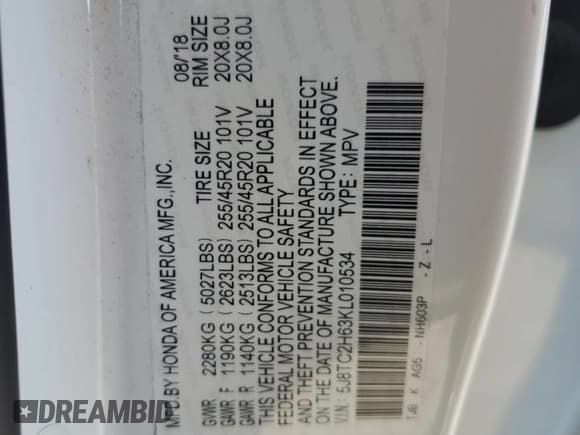 MFD. BY HONDA OF AMERICA MFG.,INC. 08/18
TIRE SIZE RIM SIZE
GVWR 2280KG ( 5027LBS)
GAWR F 1190KG ( 2623LBS) 255/45R20 101V 20X8.0J
GAWR R 1140KG ( 2513LBS) 255/45R20 101V 20X8.0J
THIS VEHICLE CONFORMS TO ALL APPLICABLE
FEDERAL MOTOR VEHICLE SAFETY
AND THEFT PREVENTION STANDARDS IN EFFECT
ON THE DATE OF MANUFACTURE SHOWN ABOVE.
V.I.N.: 5J8TC2H63KL010534 TYPE: MPV
TJB K AG5 - NH603P - Z - L
DREAMBID